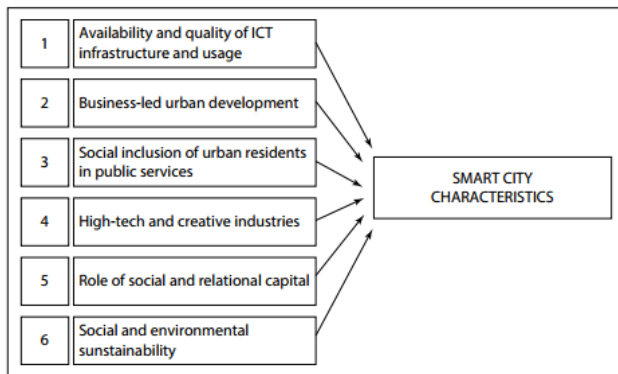 1
Availability and quality of ICT
infrastructure and usage
2
Business-led urban development
3
Social inclusion of urban residents
in public services
4
High-tech and creative industries
5
Role of social and relational capital
6
Social and environmental
sunstainability
SMART CITY
CHARACTERISTICS